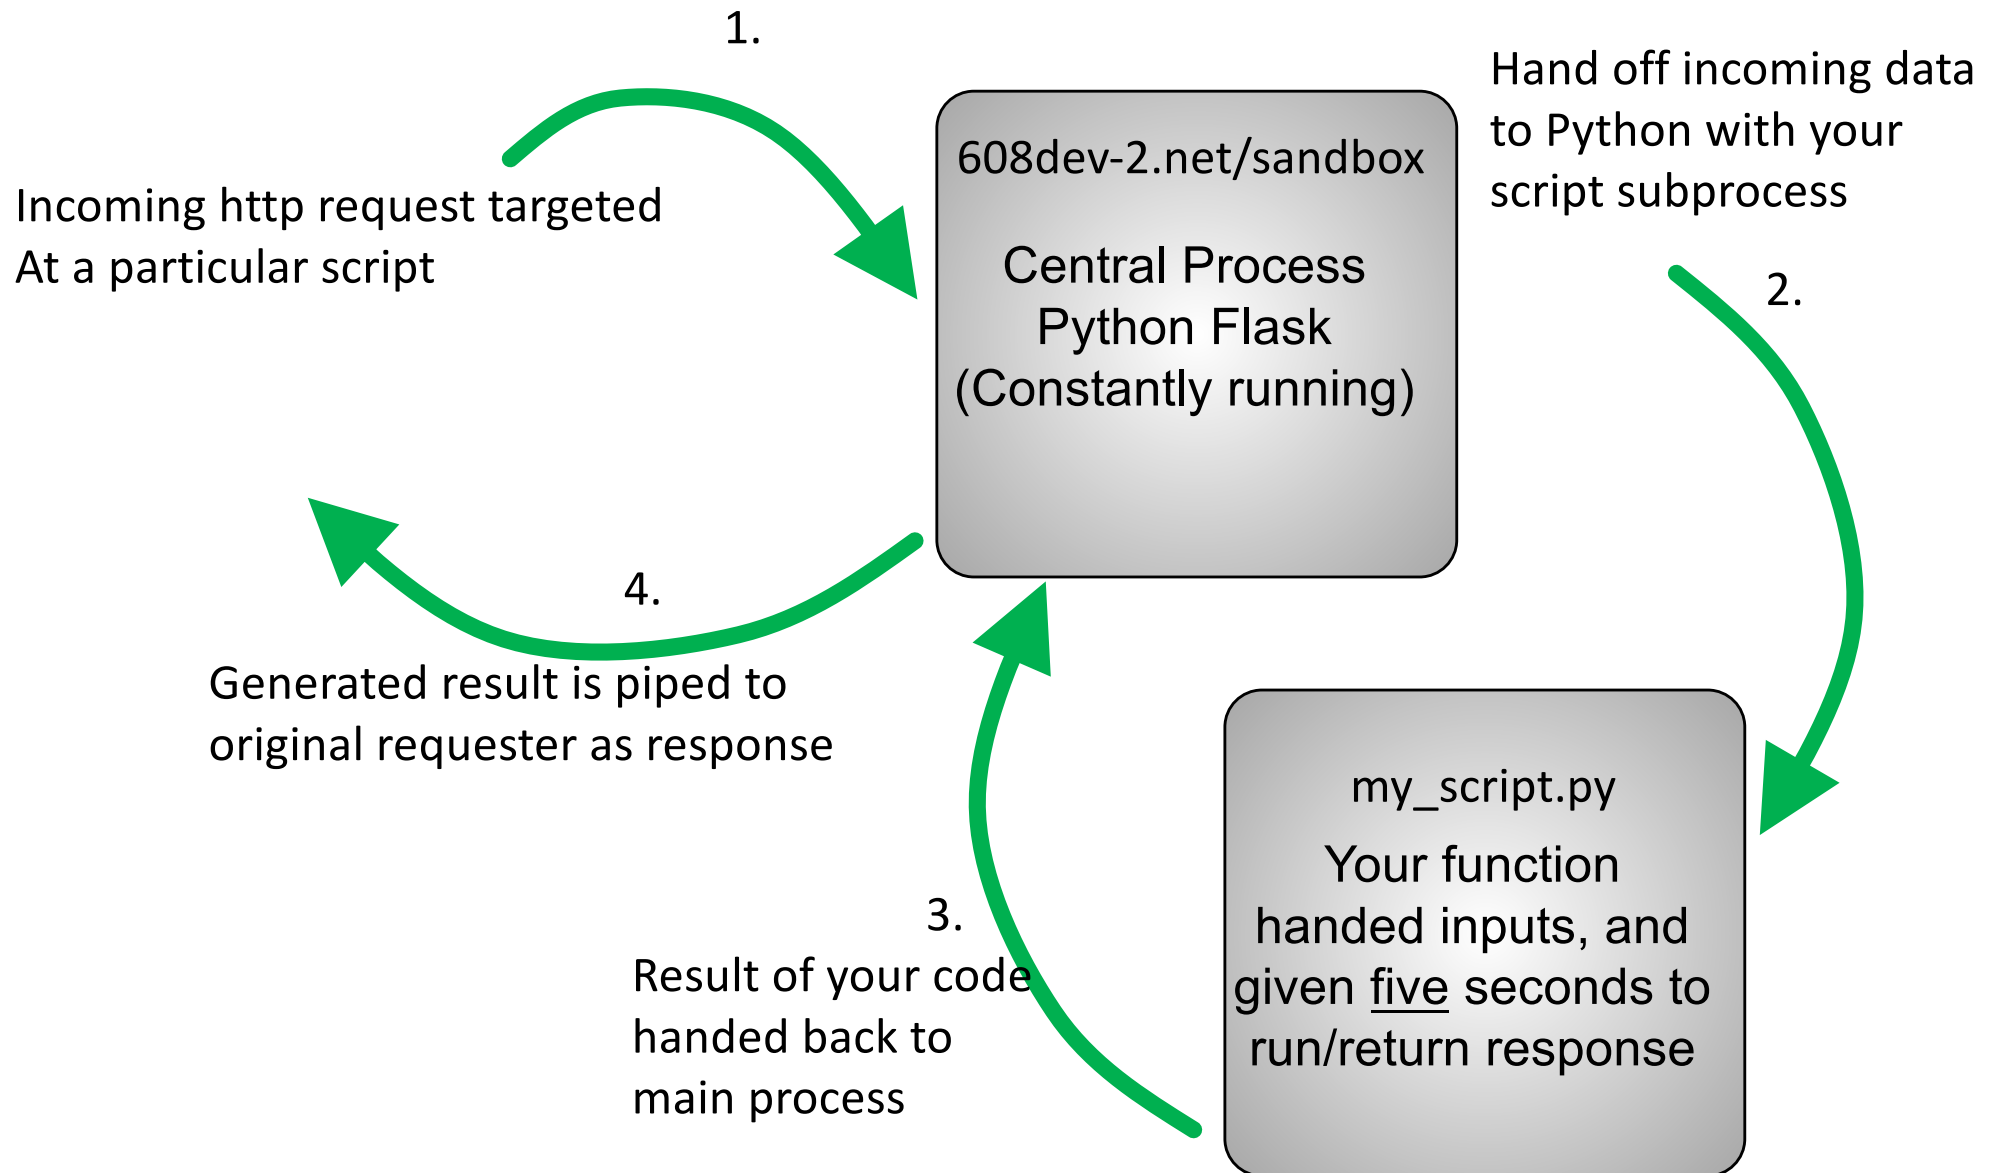 1.
Incoming http request targeted
At a particular script
608dev-2.net/sandbox
Central Process
Python Flask
(Constantly running)
Hand off incoming data
to Python with your
script subprocess
2.
my_script.py
Your function
handed inputs, and
given five seconds to
run/return response
3.
Result of your code
handed back to
main process
4.
Generated result is piped to
original requester as response